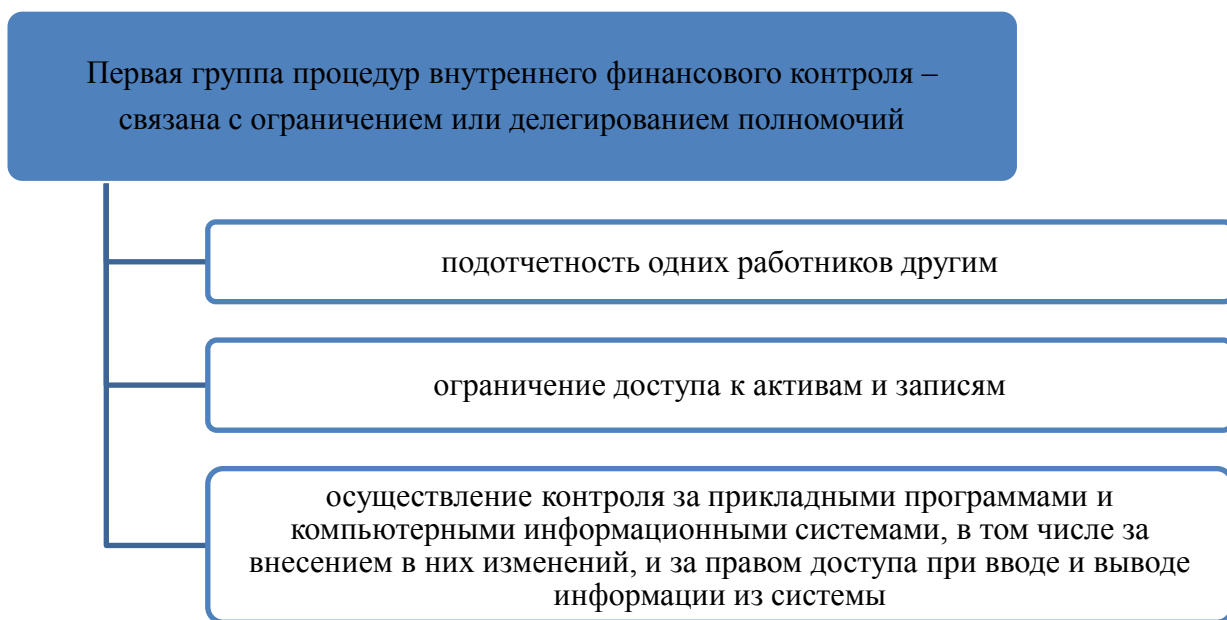 Первая группа процедур внутреннего финансового контроля –
связана с ограничением или делегированием полномочий
подотчетность одних работников другим
ограничение доступа к активам и записям
осуществление контроля за прикладными программами и
компьютерными информационными системами, в том числе за
внесением в них изменений, и за правом доступа при вводе и выводе
информации из системы